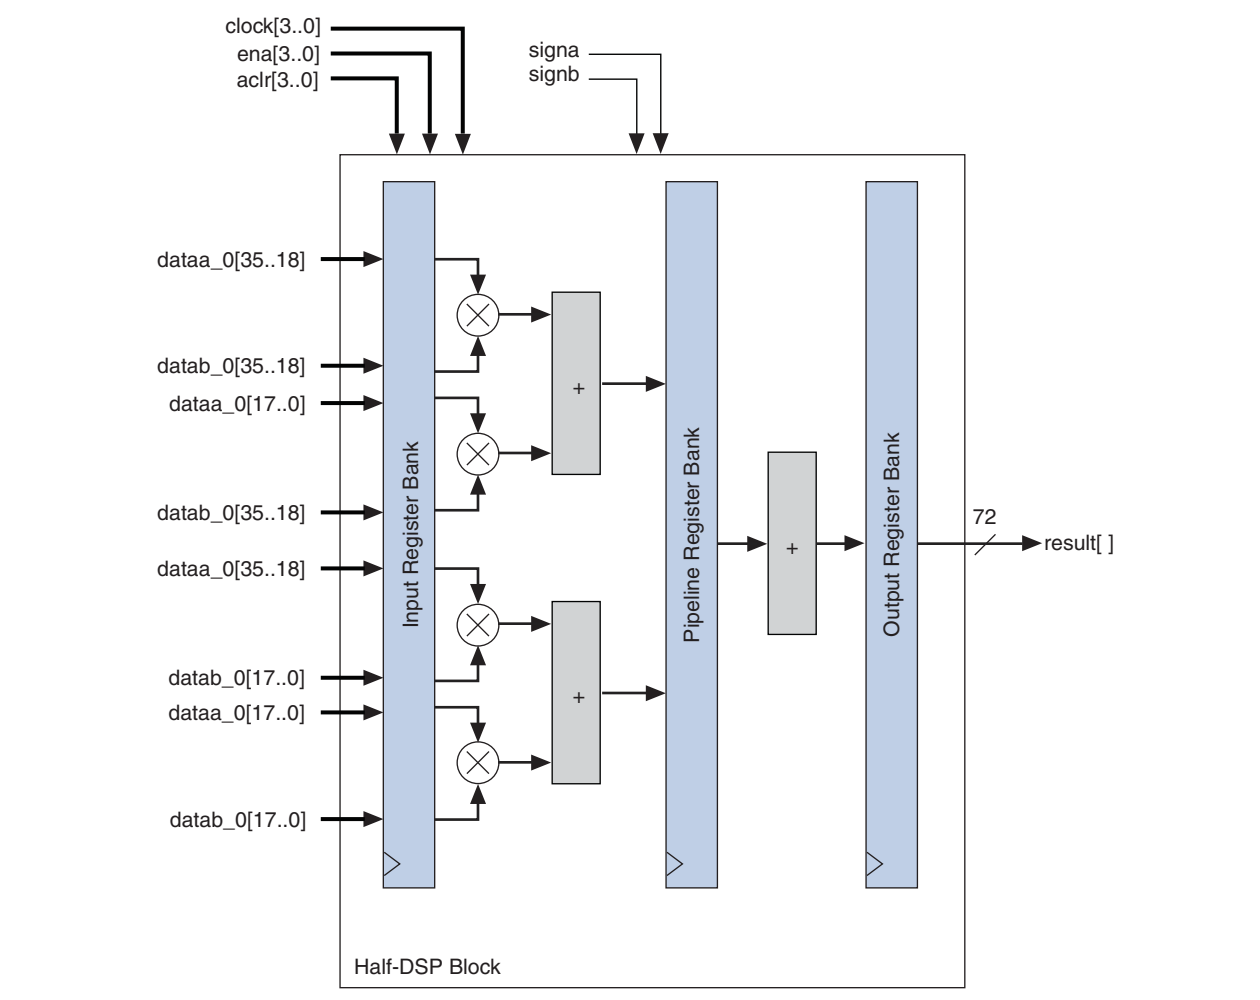 clock[3..0]
ena[3..0]
aclr[3..0]
signa
signb
dataa_0[35..18]
datab_0[35..18]
dataa_0[17..0]
datab_0[35..18]
dataa_0[35..18]
datab_0[17..0]
dataa_0[17..0]
datab_0[17..0]
Input Register Bank
+
+
Pipeline Register Bank
+
Output Register Bank
72
result[ ]
Half-DSP Block